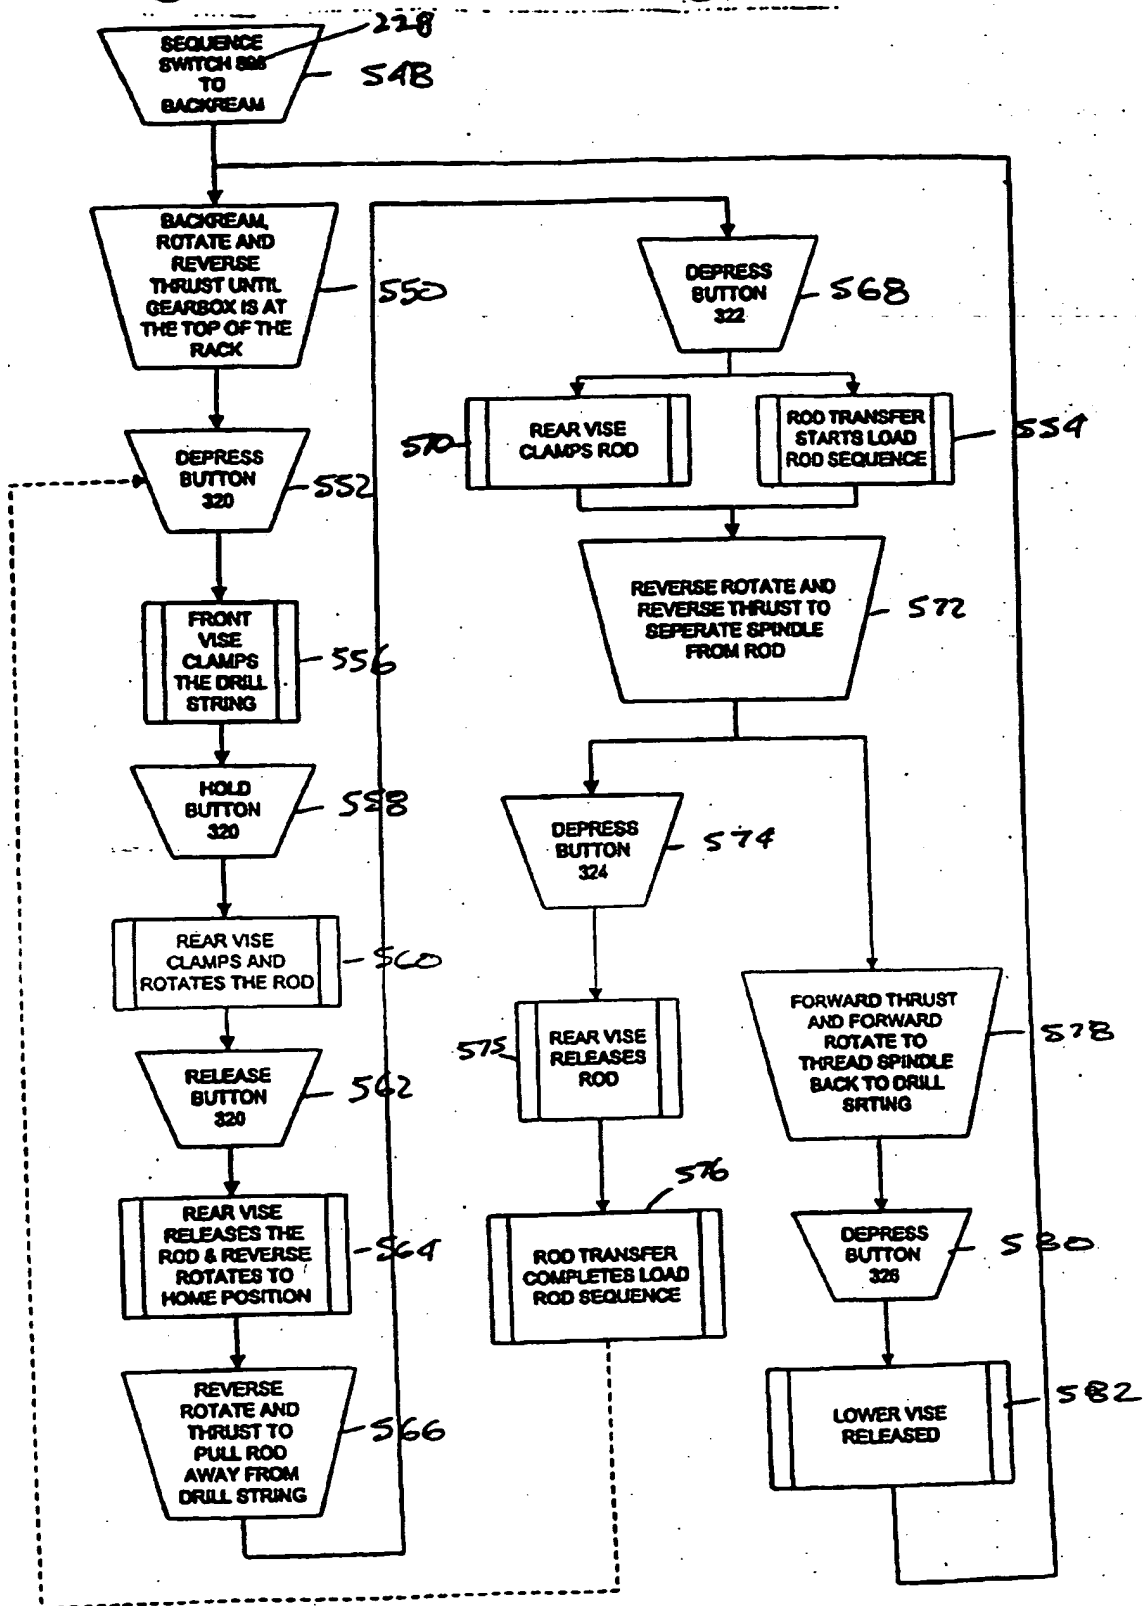 228
SEQUENCE
SWITCH
TO
BACKREAM
548
BACKREAM,
ROTATE AND
REVERSE
THRUST UNTIL
GEARBOX IS AT
THE TOP OF THE
RACK
550
DEPRESS
BUTTON
320
552
FRONT
VISE
CLAMPS
THE DRILL
STRING
556
HOLD
BUTTON
320
558
REAR VISE
CLAMPS AND
ROTATES THE ROD
560
RELEASE
BUTTON
320
562
REAR VISE
RELEASES THE
ROD & REVERSE
ROTATES TO
HOME POSITION
564
REVERSE
ROTATE AND
THRUST TO
PULL ROD
AWAY FROM
DRILL STRING
566
DEPRESS
BUTTON
322
568
REAR VISE
CLAMPS ROD
570
ROD TRANSFER
STARTS LOAD
ROD SEQUENCE
554
REVERSE ROTATE AND
REVERSE THRUST TO
SEPERATE SPINDLE
FROM ROD
572
DEPRESS
BUTTON
324
574
REAR VISE
RELEASES
ROD
575
576
ROD TRANSFER
COMPLETES LOAD
ROD SEQUENCE
FORWARD THRUST
AND FORWARD
ROTATE TO
THREAD SPINDLE
BACK TO DRILL
SRTING
578
DEPRESS
BUTTON
326
580
LOWER VISE
RELEASED
582